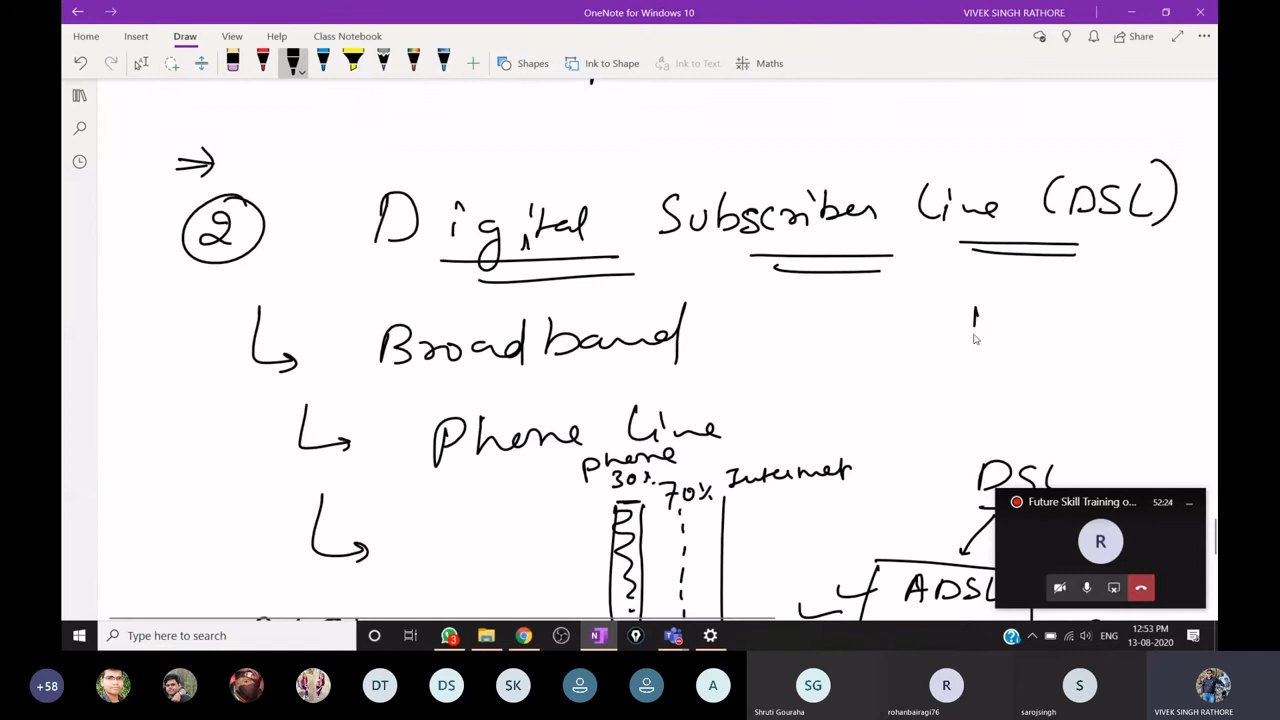 OneNote for Windows 10
VIVEK SINGH RATHORE
Home Insert Draw View Help Class Notebook
Share
Shapes Ink to Shape Ink to Text Maths
2 Digital Subscriber Line (DSL)
Broadband
Phone Line
Phone
30%
70%
Internet
DSL
ADSL
Future Skill Training o... 52:24
R
Type here to search
3
ENG
12:53 PM
13-08-2020
+58 DT DS SK A SG R S
Shruti Gouraha rohanbairagi76 sarojsingh VIVEK SINGH RATHORE